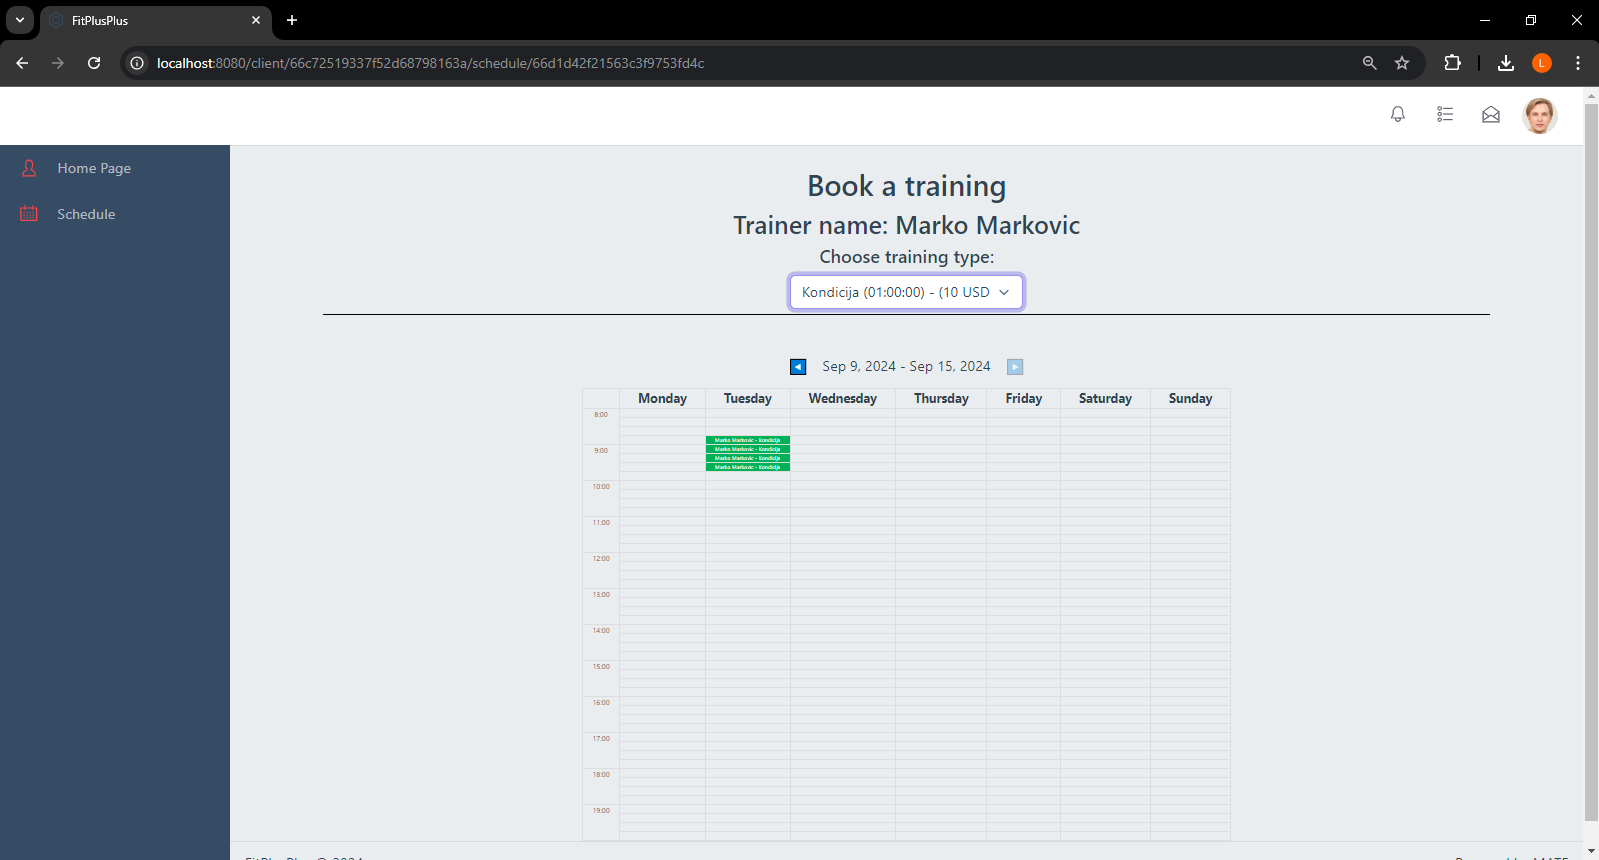 FitPlusPlus
localhost:8080/client/66c72519337f52d68798163a/schedule/66d1d42f21563c3f9753fd4c
L
Home Page
Schedule
Book a training
Trainer name: Marko Markovic
Choose training type:
Kondicija (01:00:00) - (10 USD
Sep 9, 2024 - Sep 15, 2024
Monday Tuesday Wednesday Thursday Friday Saturday Sunday
8:00
Marko Markovic - Kondicija
9:00
Marko Markovic - Kondicija
Marko Markovic - Kondicija
Marko Markovic - Kondicija
10:00
11:00
12:00
13:00
14:00
15:00
16:00
17:00
18:00
19:00